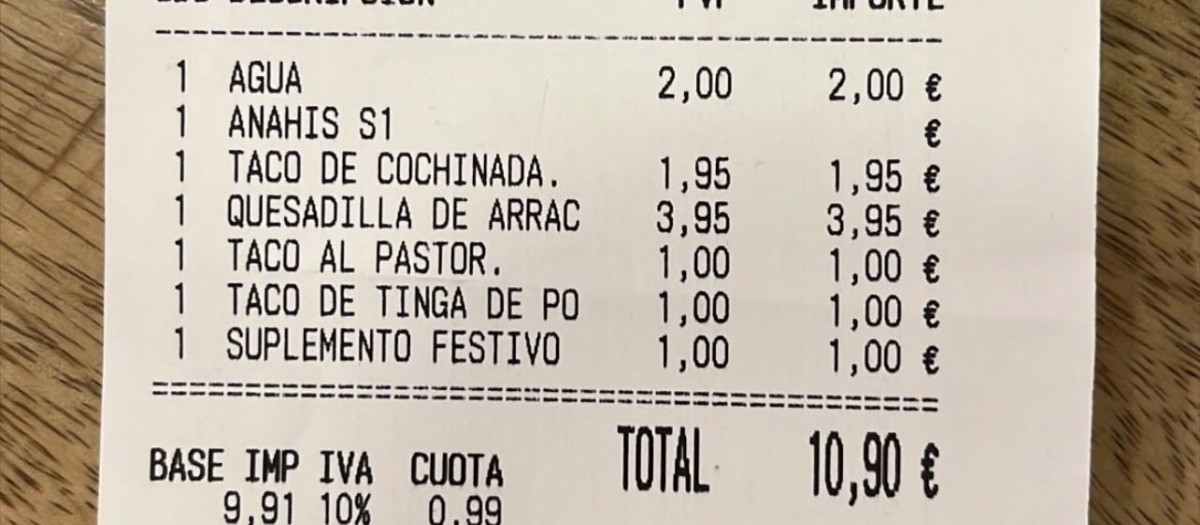 DESCRIPCION PVP IMPORTE
1 AGUA 2,00 2,00 €
1 ANAHIS S1 €
1 TACO DE COCHINADA. 1,95 1,95 €
1 QUESADILLA DE ARRAC 3,95 3,95 €
1 TACO AL PASTOR. 1,00 1,00 €
1 TACO DE TINGA DE PO 1,00 1,00 €
1 SUPLEMENTO FESTIVO 1,00 1,00 €
TOTAL 10,90 €
BASE IMP IVA CUOTA
9,91 10% 0,99